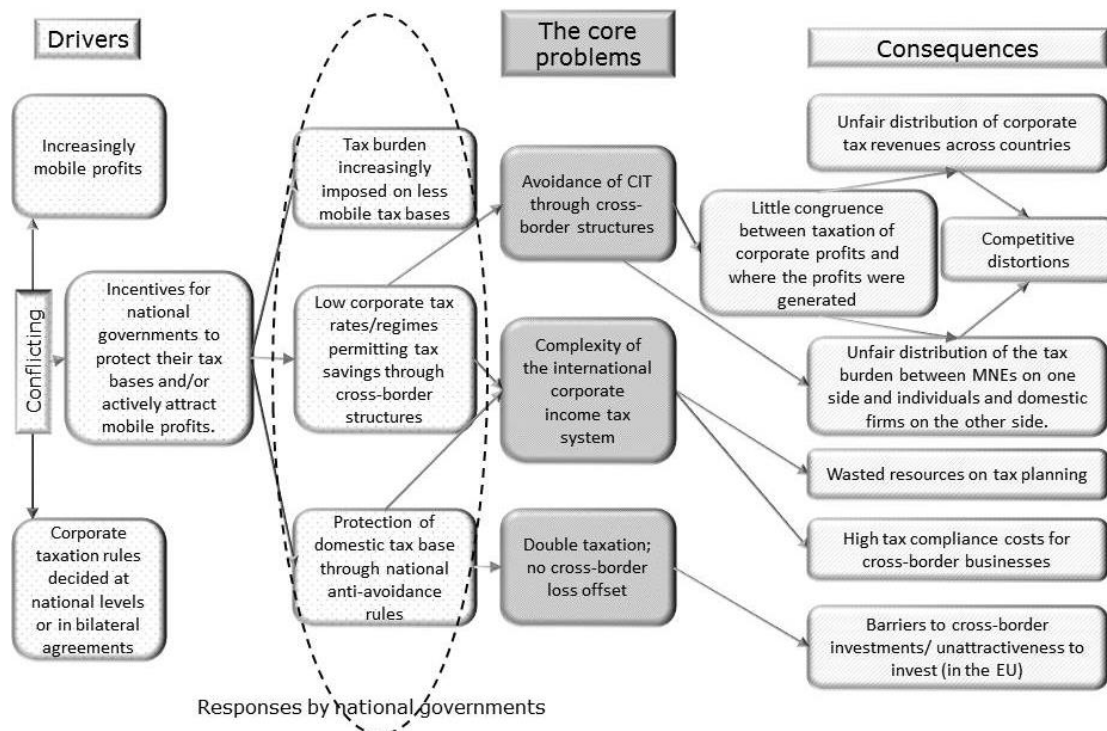 Drivers
The core
problems
Consequences
Increasingly
mobile profits
Conflicting
Incentives for
national
governments to
protect their tax
bases and/or
actively attract
mobile profits.
Corporate
taxation rules
decided at
national levels
or in bilateral
agreements
Tax burden
increasingly
imposed on less
mobile tax bases
Low corporate tax
rates/regimes
permitting tax
savings through
cross-border
structures
Protection of
domestic tax base
through national
anti-avoidance
rules
Responses by national governments
Avoidance of CIT
through cross-
border structures
Complexity of
the international
corporate
income tax
system
Double taxation;
no cross-border
loss offset
Unfair distribution of corporate
tax revenues across countries
Little congruence
between taxation of
corporate profits and
where the profits were
generated
Competitive
distortions
Unfair distribution of the tax
burden between MNEs on one
side and individuals and domestic
firms on the other side.
Wasted resources on tax planning
High tax compliance costs for
cross-border businesses
Barriers to cross-border
investments/ unattractiveness to
invest (in the EU)